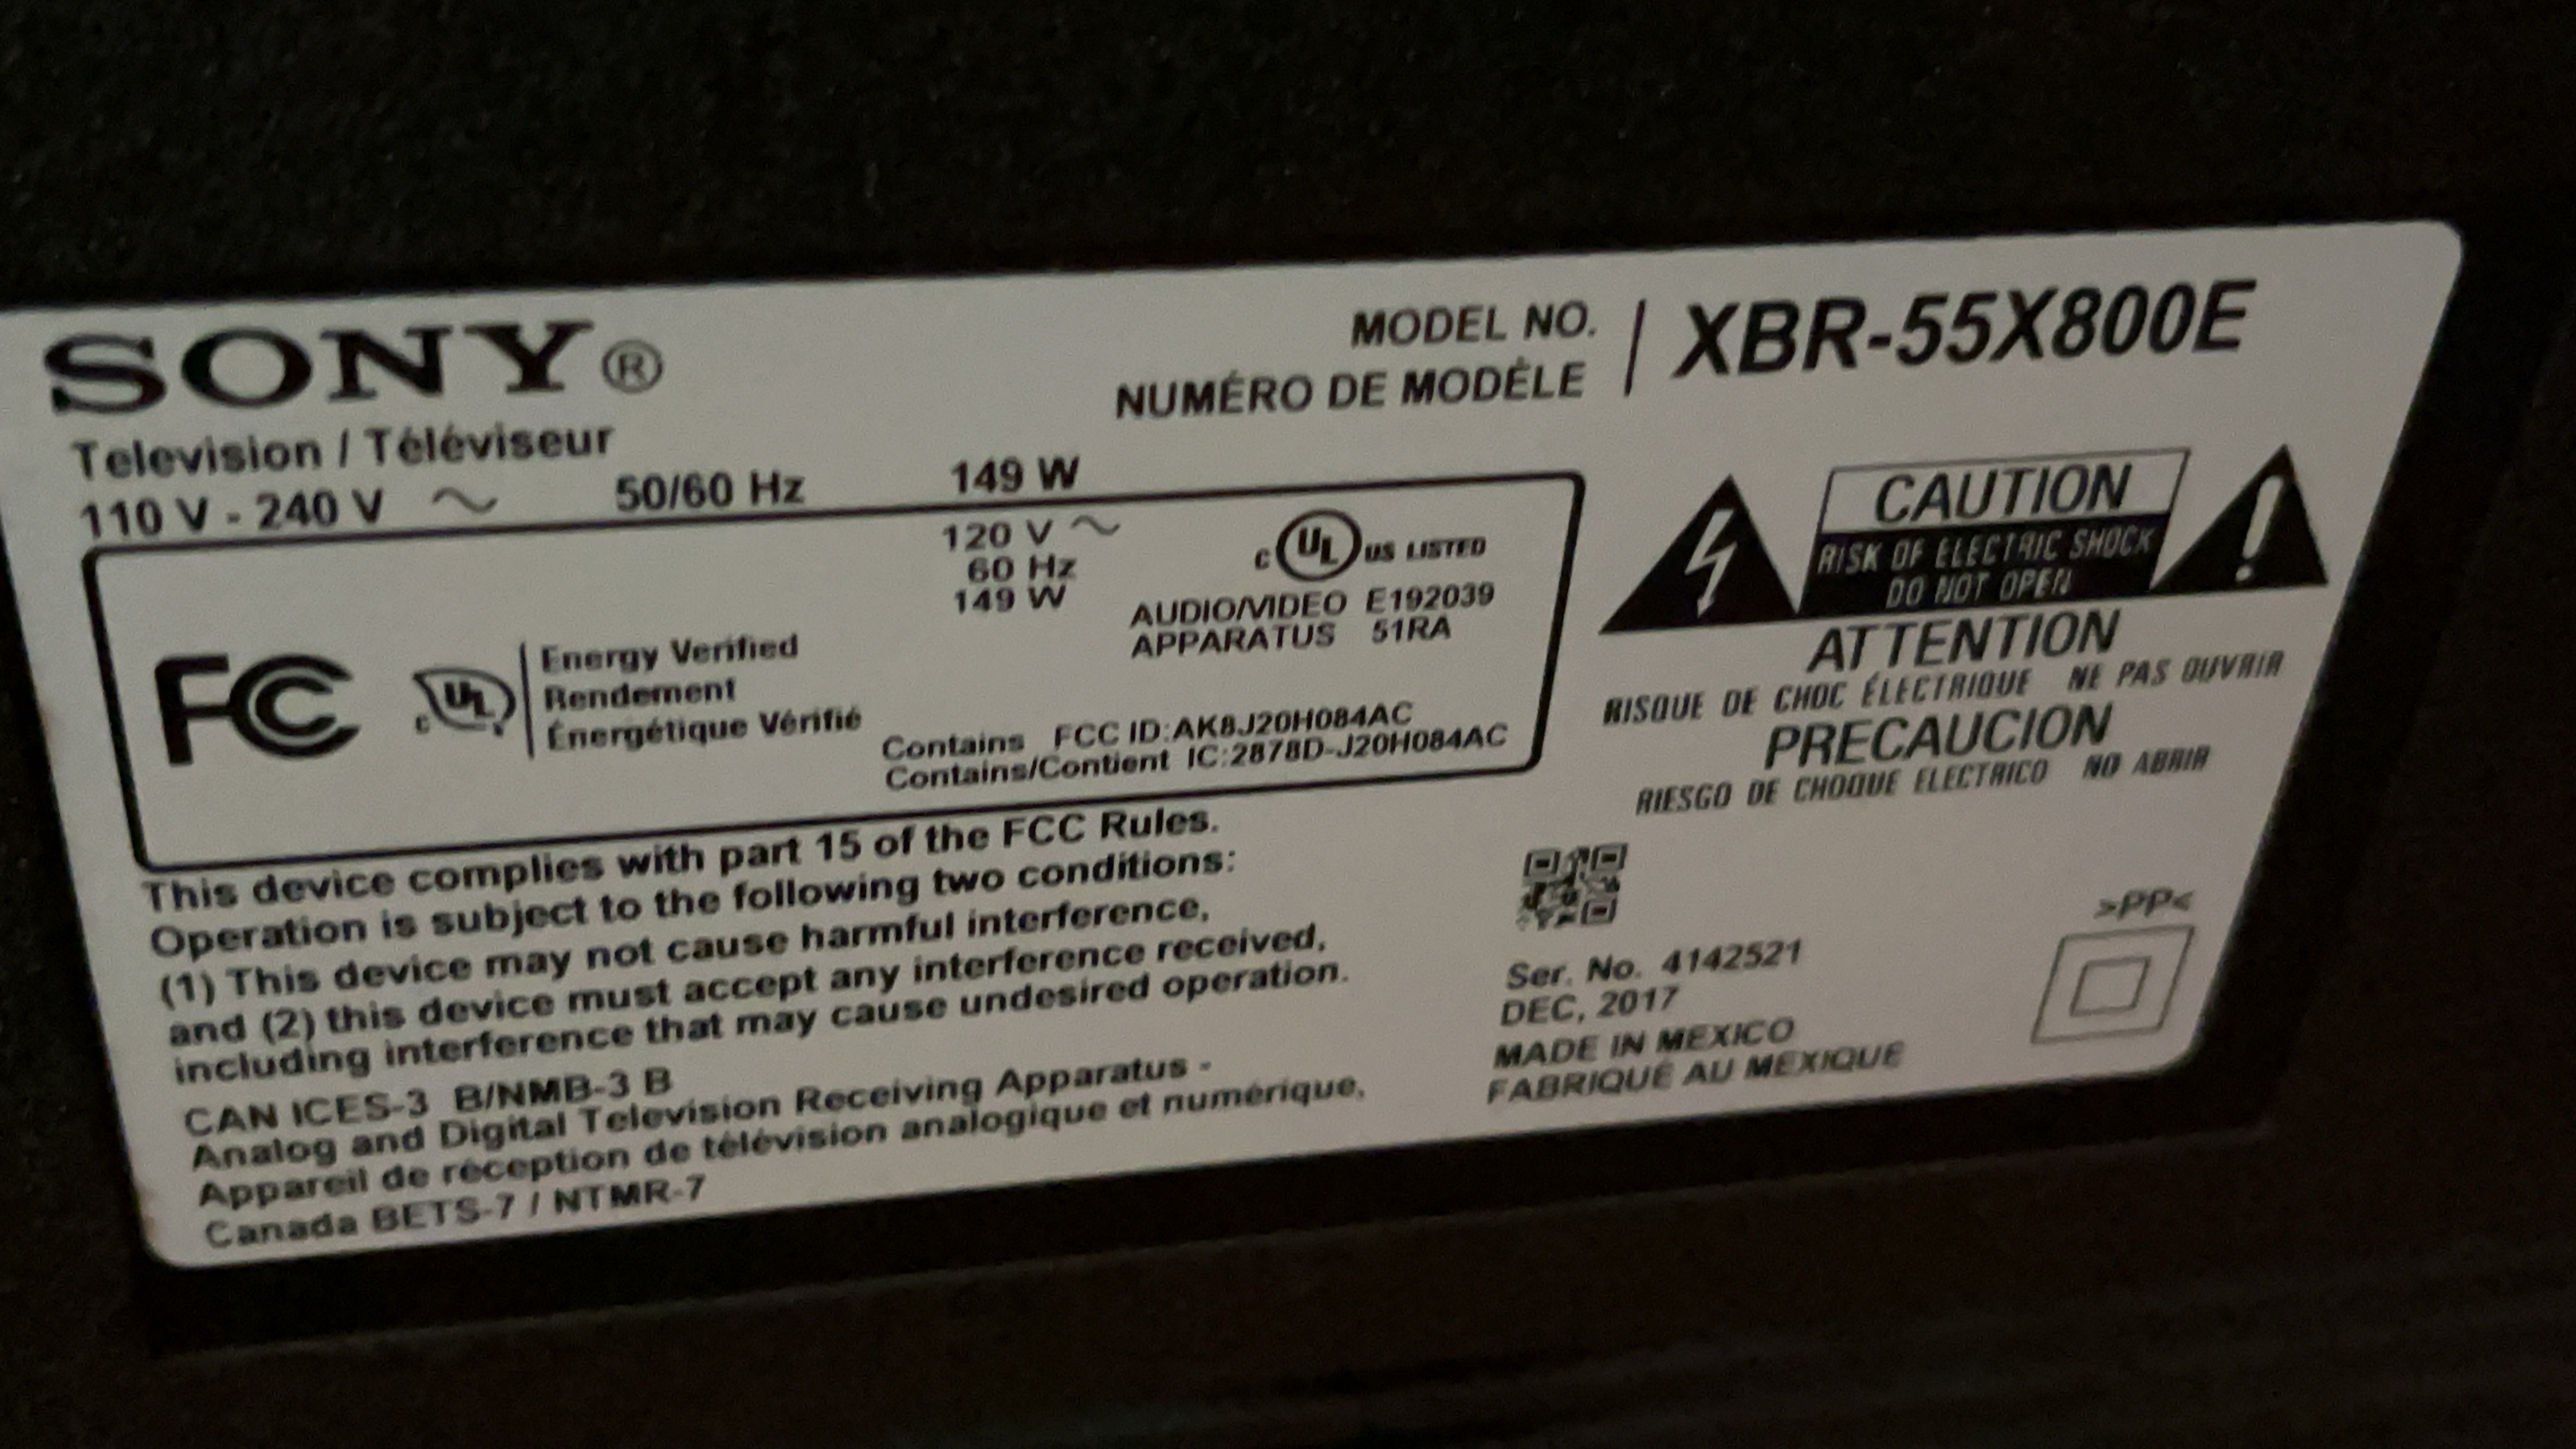 SONY®
Television / Téléviseur
110 V - 240 V ~ 50/60 Hz 149 W
MODEL NO.
NUMÉRO DE MODÈLE
XBR-55X800E
120 V ~
60 Hz
149 W
C UL US LISTED
AUDIO/VIDEO E192039
APPARATUS 51RA
FC
C UL
Energy Verified
Rendement
Énergétique Vérifié
Contains FCC ID:AK8J20H084AC
Contains/Contient IC:2878D-J20H084AC
This device complies with part 15 of the FCC Rules.
Operation is subject to the following two conditions:
(1) This device may not cause harmful interference,
and (2) this device must accept any interference received,
including interference that may cause undesired operation.
CAN ICES-3 B/NMB-3 B
Analog and Digital Television Receiving Apparatus -
Appareil de réception de télévision analogique et numérique,
Canada BETS-7 / NTMR-7
CAUTION
RISK OF ELECTRIC SHOCK
DO NOT OPEN
ATTENTION
RISQUE DE CHOC ÉLECTRIQUE NE PAS OUVRIR
PRECAUCION
RIESGO DE CHOQUE ELECTRICO NO ABRIR
Ser. No. 4142521
DEC, 2017
MADE IN MEXICO
FABRIQUÉ AU MEXIQUE
>PP<